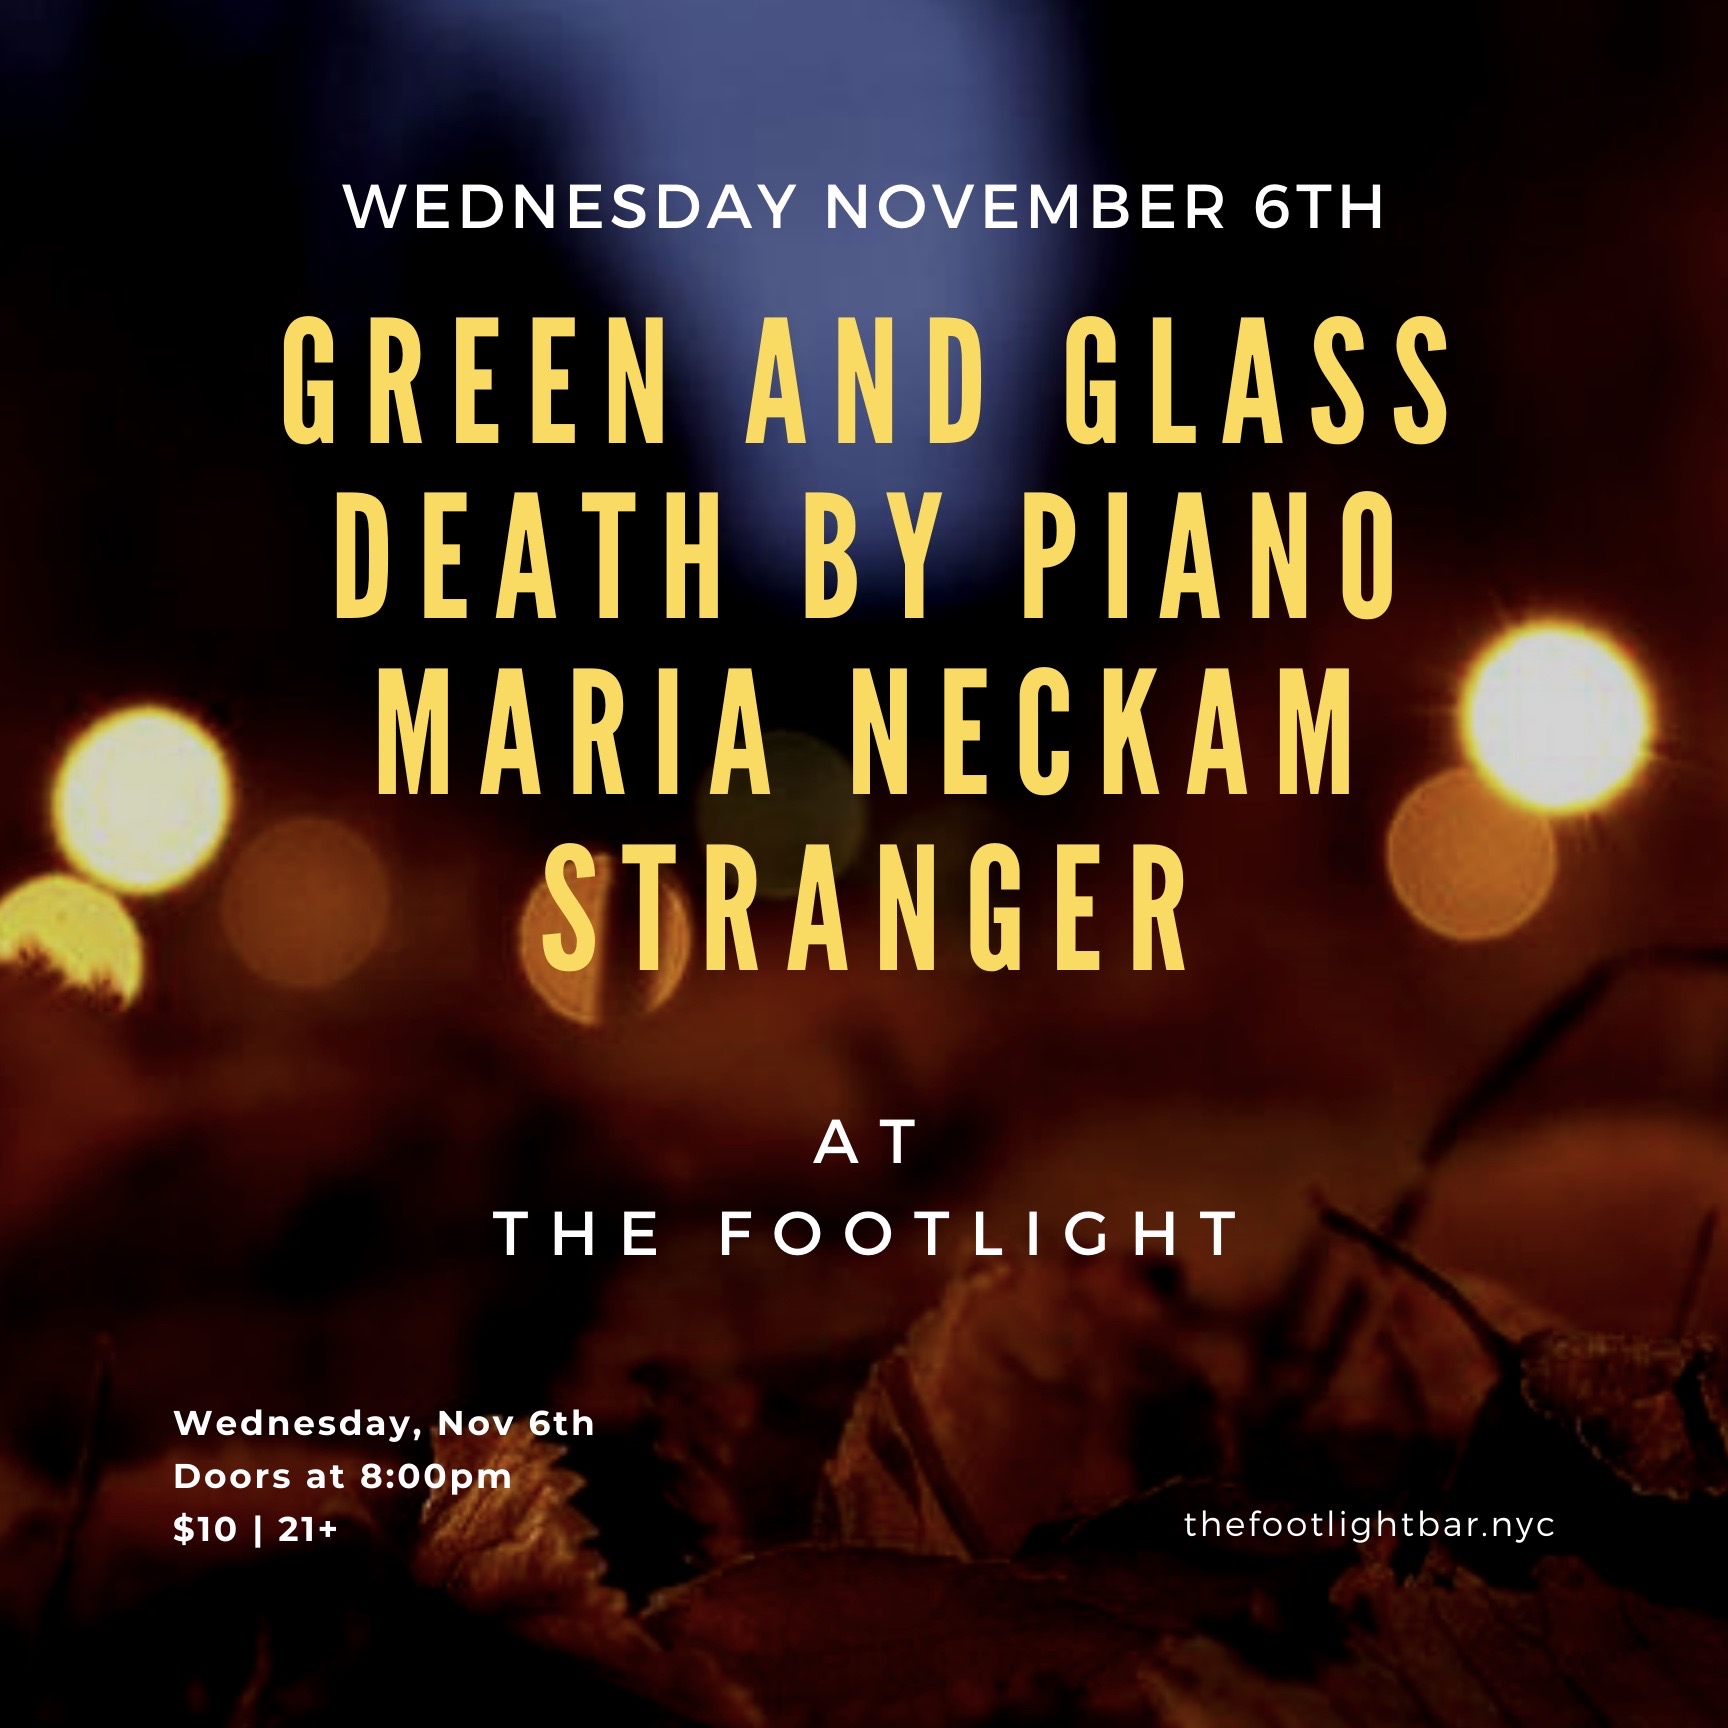 WEDNESDAY NOVEMBER 6TH
GREEN AND GLASS
DEATH BY PIANO
MARIA NECKAM
STRANGER
AT
THE FOOTLIGHT
Wednesday, Nov 6th
Doors at 8:00pm
$10 | 21+
thefootlightbar.nyc